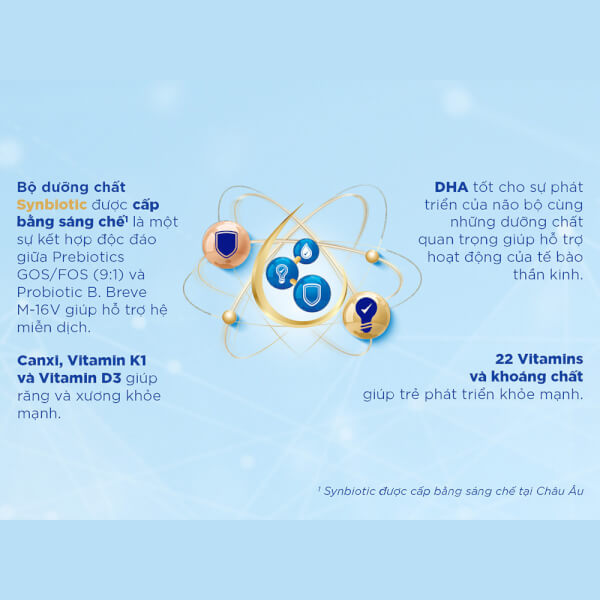 Bộ dưỡng chất
Synbiotic được cấp
bằng sáng chế¹ là một
sự kết hợp độc đáo
giữa Prebiotics
GOS/FOS (9:1) và
Probiotic B. Breve
M-16V giúp hỗ trợ hệ
miễn dịch.
Canxi, Vitamin K1
và Vitamin D3 giúp
răng và xương khỏe
mạnh.
DHA tốt cho sự phát
triển của não bộ cùng
những dưỡng chất
quan trọng giúp hỗ trợ
hoạt động của tế bào
thần kinh.
22 Vitamins
và khoáng chất
giúp trẻ phát triển khỏe mạnh.
¹ Synbiotic được cấp bằng sáng chế tại Châu Âu